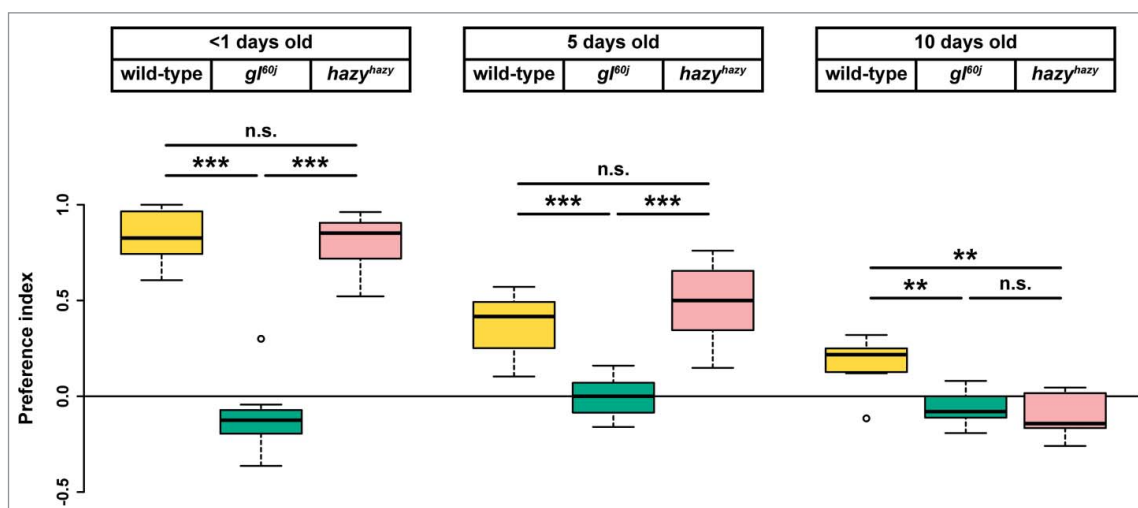 <1 days old
5 days old
10 days old
wild-type gl60j hazyhazy
wild-type gl60j hazyhazy
wild-type gl60j hazyhazy
n.s.
*** ***
n.s.
*** ***
**
** n.s.
Preference index
1.0
0.5
0.0
-0.5